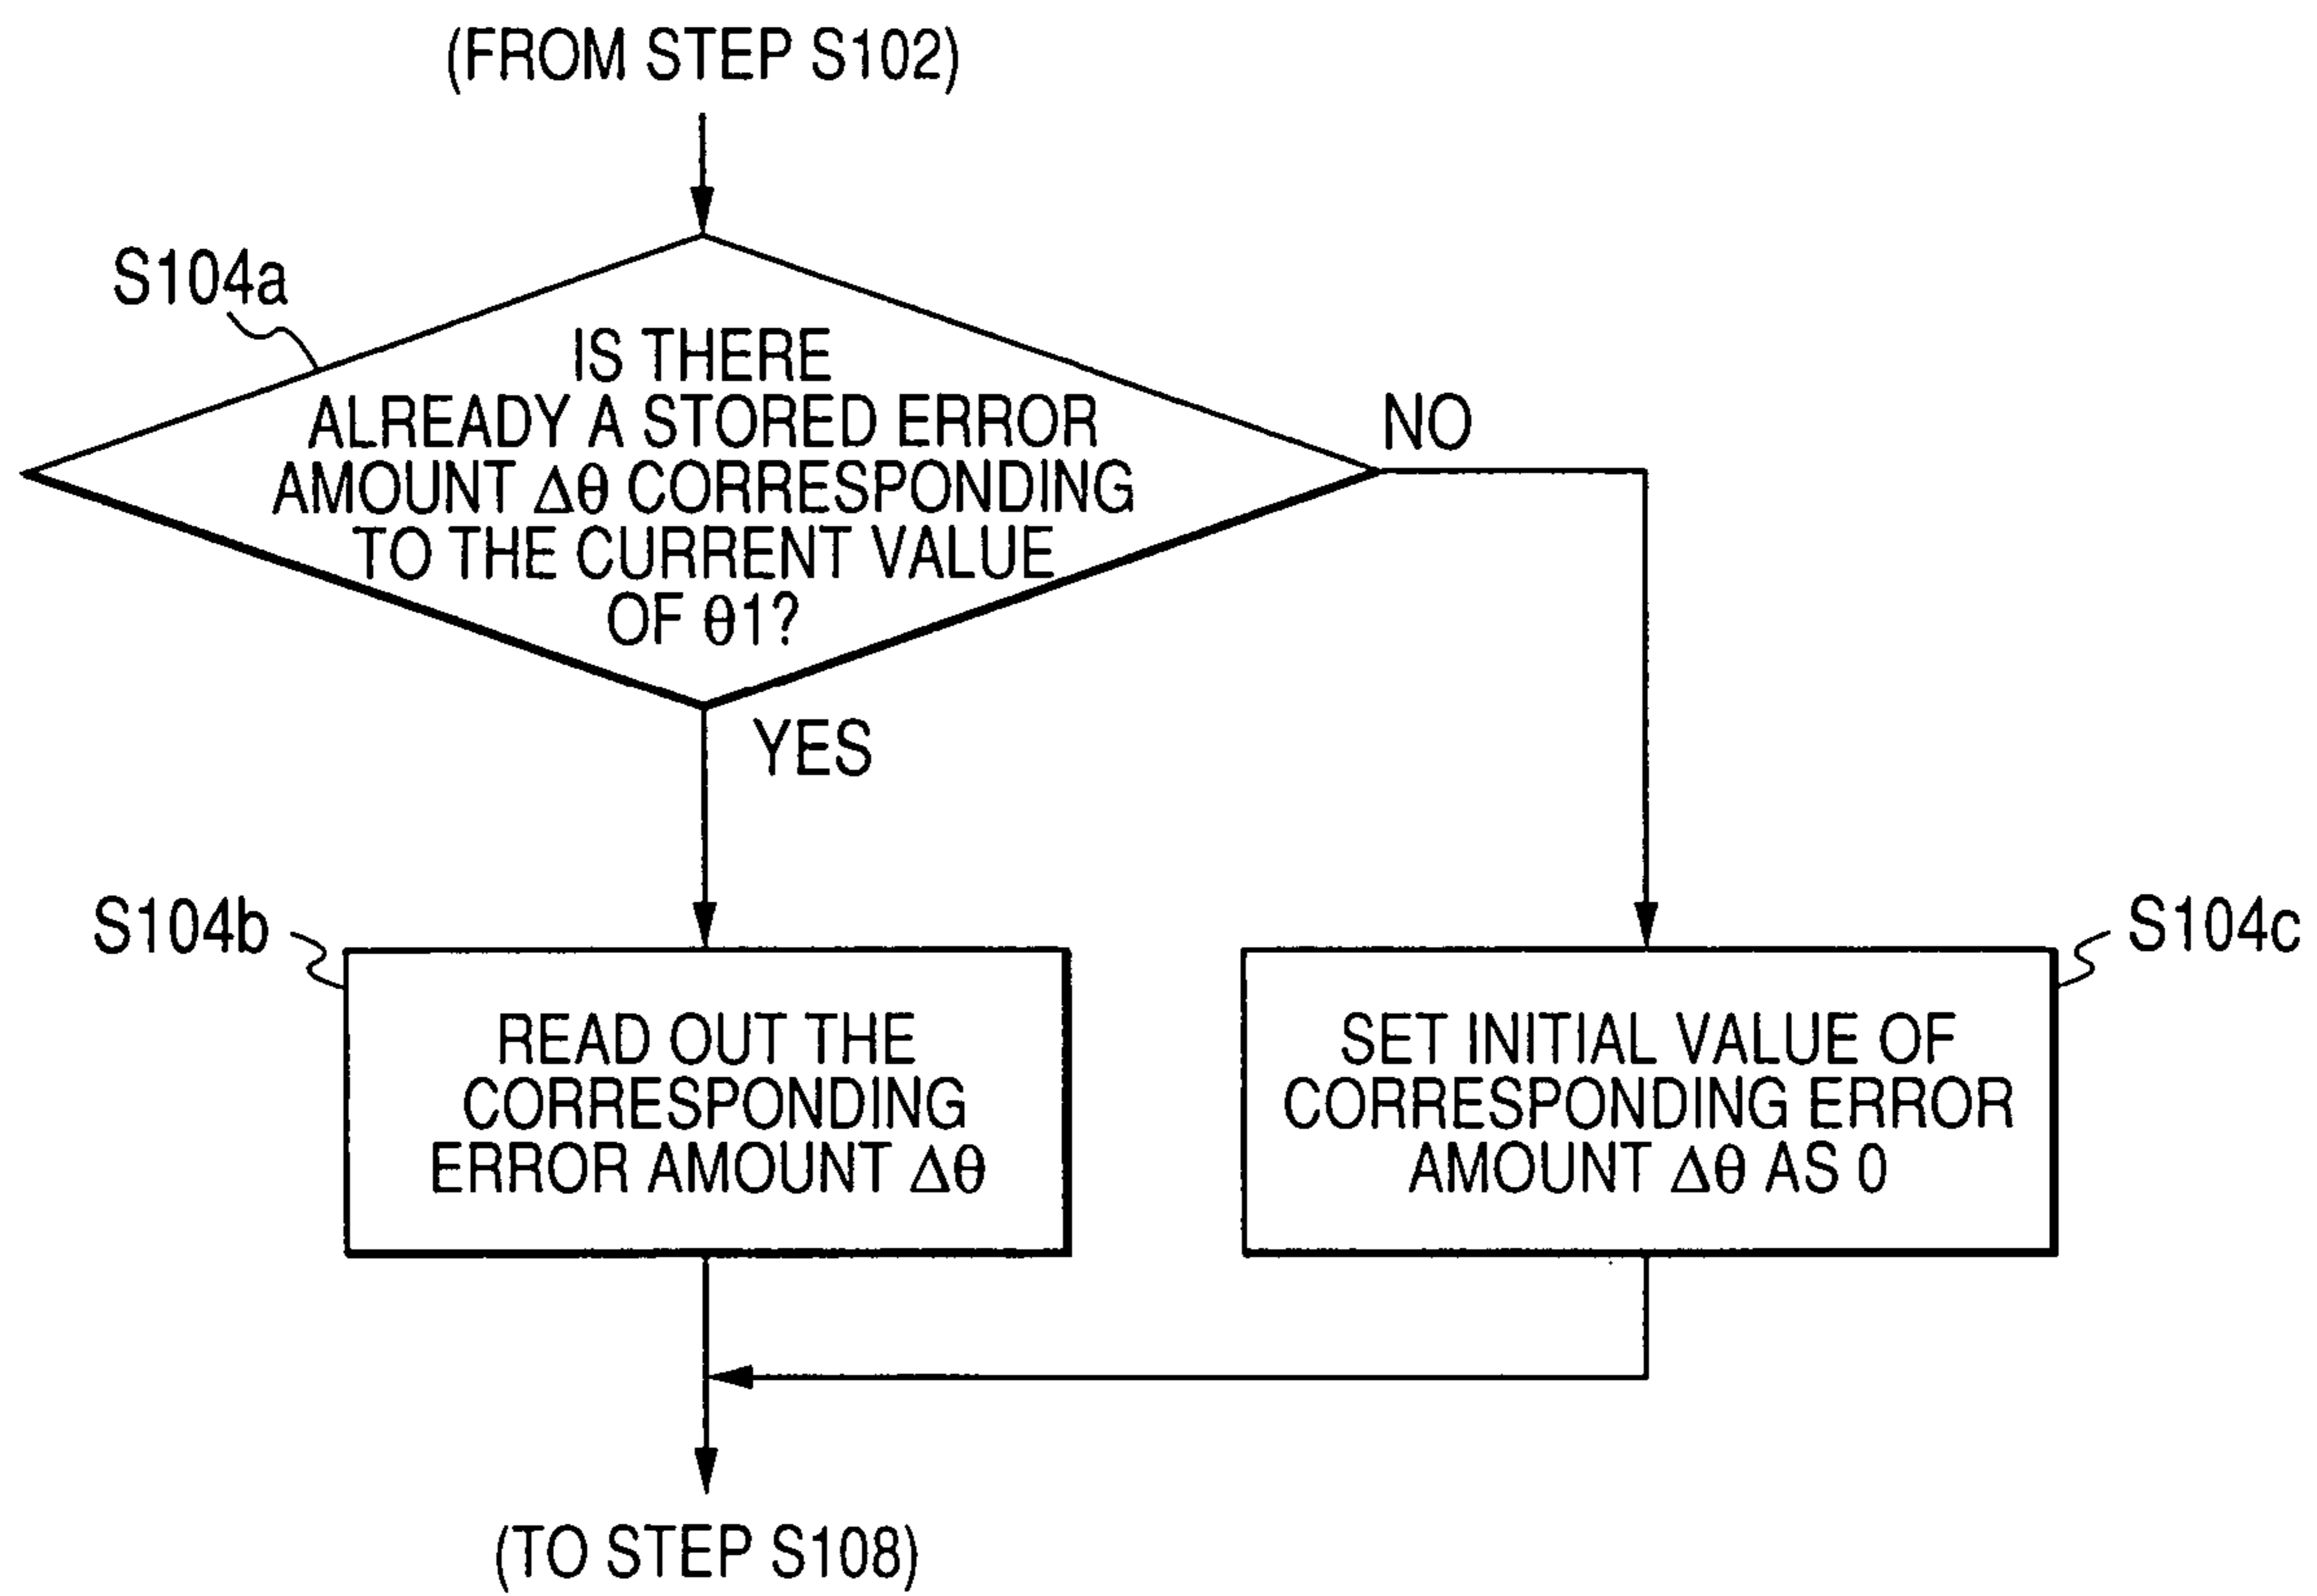 (FROM STEP S102)
S104a
IS THERE
ALREADY A STORED ERROR
AMOUNT Δθ CORRESPONDING
TO THE CURRENT VALUE
OF θ1?
NO
YES
S104b
READ OUT THE
CORRESPONDING
ERROR AMOUNT Δθ
S104c
SET INITIAL VALUE OF
CORRESPONDING ERROR
AMOUNT Δθ AS 0
(TO STEP S108)